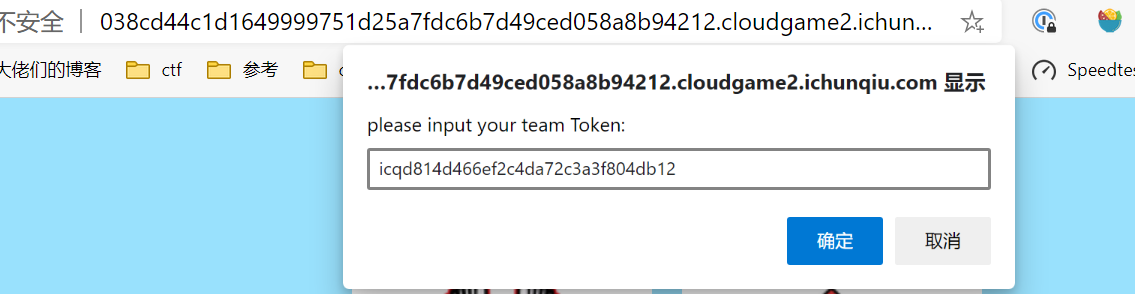 不安全 038cd44c1d1649999751d25a7fdc6b7d49ced058a8b94212.cloudgame2.ichun...
大佬们的博客 ctf 参考 Speedtes
...7fdc6b7d49ced058a8b94212.cloudgame2.ichunqiu.com 显示
please input your team Token:
icqd814d466ef2c4da72c3a3f804db12
确定 取消